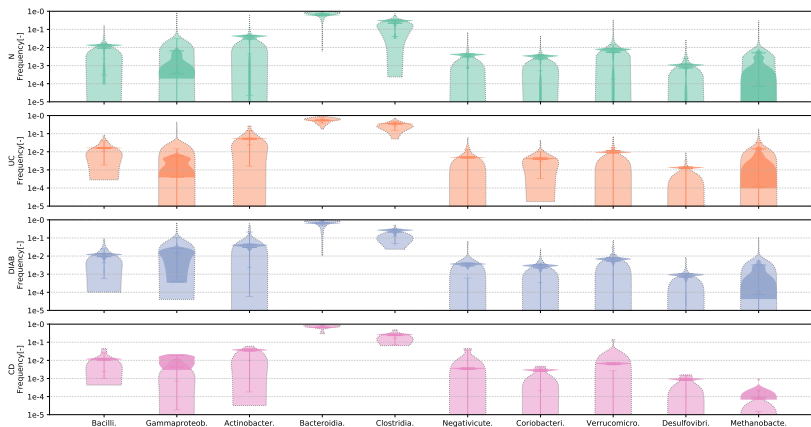 N
Frequency[-]
1e-0
1e-1
1e-2
1e-3
1e-4
1e-5
UC
Frequency[-]
1e-0
1e-1
1e-2
1e-3
1e-4
1e-5
DIAB
Frequency[-]
1e-0
1e-1
1e-2
1e-3
1e-4
1e-5
CD
Frequency[-]
1e-0
1e-1
1e-2
1e-3
1e-4
1e-5
Bacilli. Gammaproteob. Actinobacter. Bacteroidia. Clostridia. Negativicute. Coriobacteri. Verrucomicro. Desulfovibri. Methanobacte.